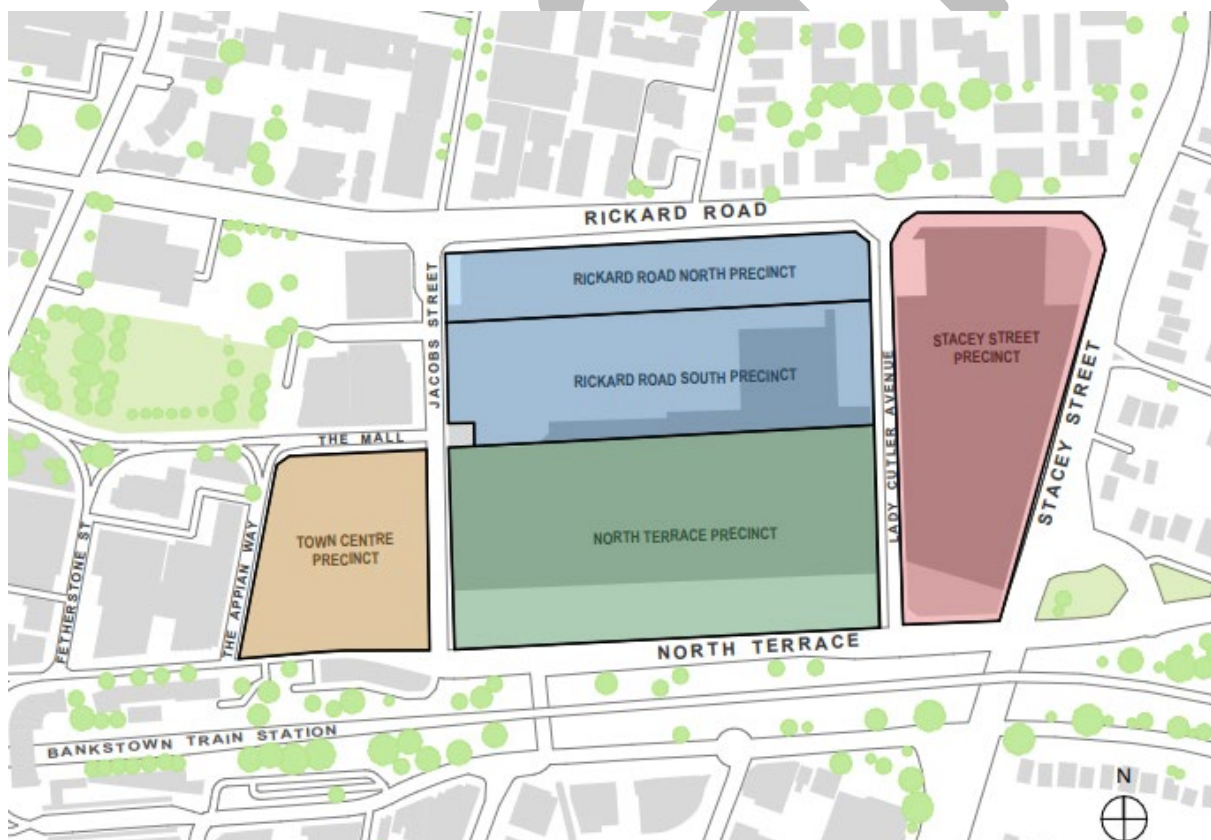 RICKARD ROAD
RICKARD ROAD NORTH PRECINCT
JACOBS STREET
RICKARD ROAD SOUTH PRECINCT
LADY CUTLER AVENUE
STACEY STREET
PRECINCT
STACEY STREET
THE MALL
TOWN CENTRE
PRECINCT
NORTH TERRACE PRECINCT
FETHERSTONE ST
THE APPIAN WAY
NORTH TERRACE
BANKSTOWN TRAIN STATION
N